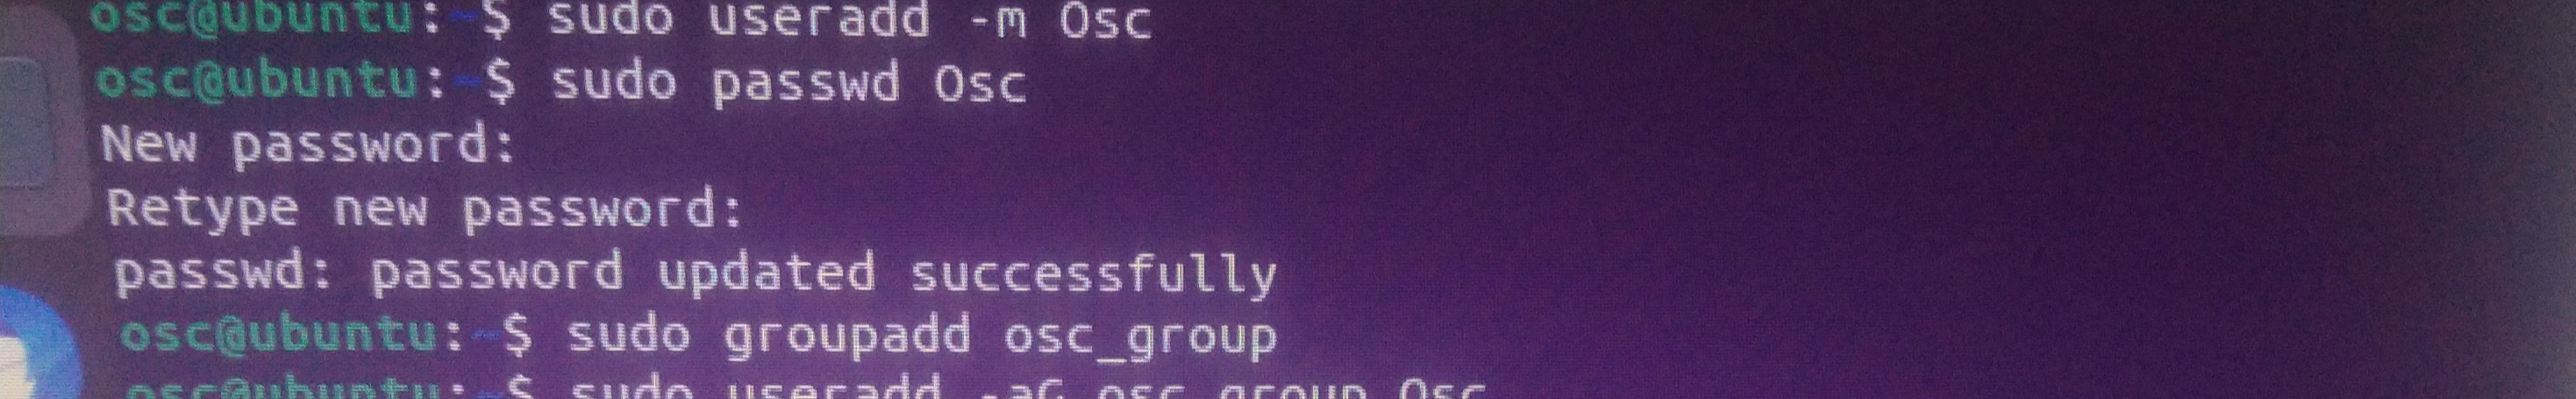 osc@ubuntu:~$ sudo useradd -m Osc
osc@ubuntu:~$ sudo passwd Osc
New password:
Retype new password:
passwd: password updated successfully
osc@ubuntu:~$ sudo groupadd osc_group
osc@ubuntu:~$ sudo useradd -aG osc_group Osc